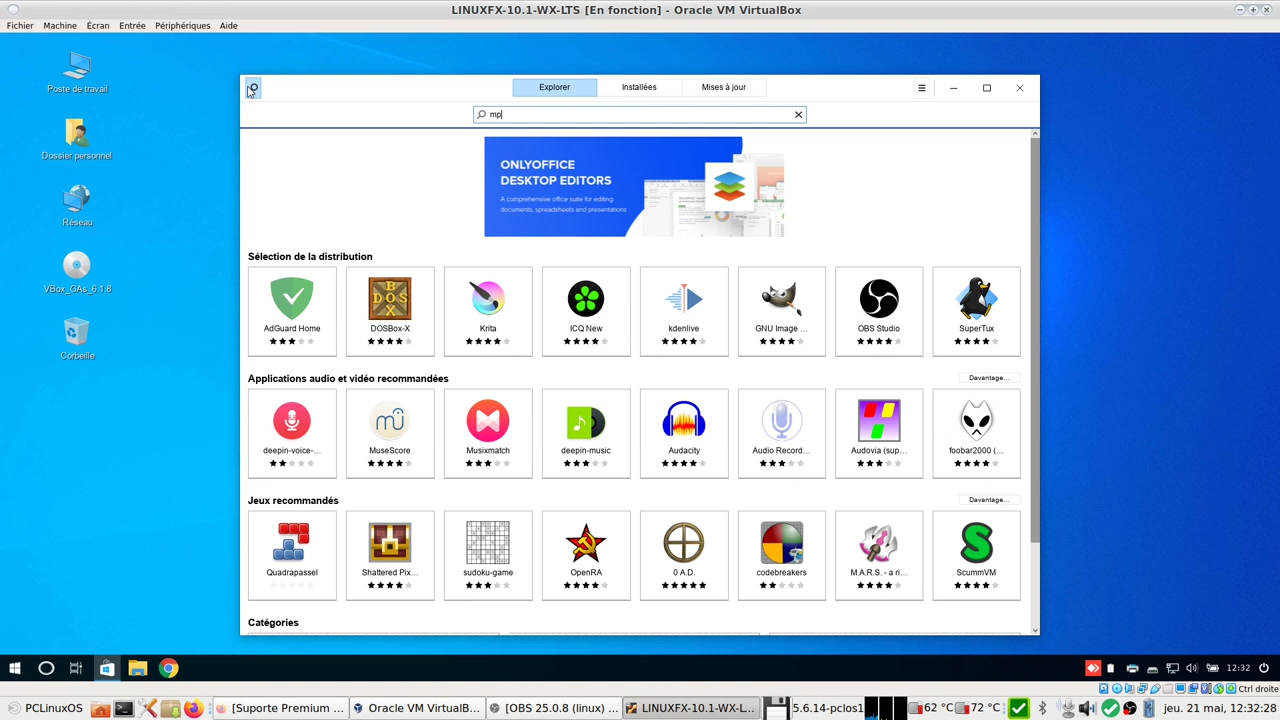 LINUXFX-10.1-WX-LTS [En fonction] - Oracle VM VirtualBox
Fichier Machine Écran Entrée Périphériques Aide
Poste de travail
Dossier personnel
Réseau
VBox_GAs_6.1.8
Corbeille
Explorer Installées Mises à jour
mp
ONLYOFFICE
DESKTOP EDITORS
A comprehensive office suite for editing
documents, spreadsheets and presentations
Sélection de la distribution
AdGuard Home DOSBox-X Krita ICQ New kdenlive GNU Image ... OBS Studio SuperTux
Applications audio et vidéo recommandées Davantage...
deepin-voice-... MuseScore Musixmatch deepin-music Audacity Audio Record... Audovia (sup... foobar2000 (...
Jeux recommandés Davantage...
Quadrapassel Shattered Pix... sudoku-game OpenRA 0 A.D. codebreakers M.A.R.S. - a ri... ScummVM
Catégories
12:32
Ctrl droite
PCLinuxOS [Suporte Premium ... Oracle VM VirtualB... [OBS 25.0.8 (linux) ... LINUXFX-10.1-WX-L... 5.6.14-pclos1 62 °C 72 °C jeu. 21 mai, 12:32:28